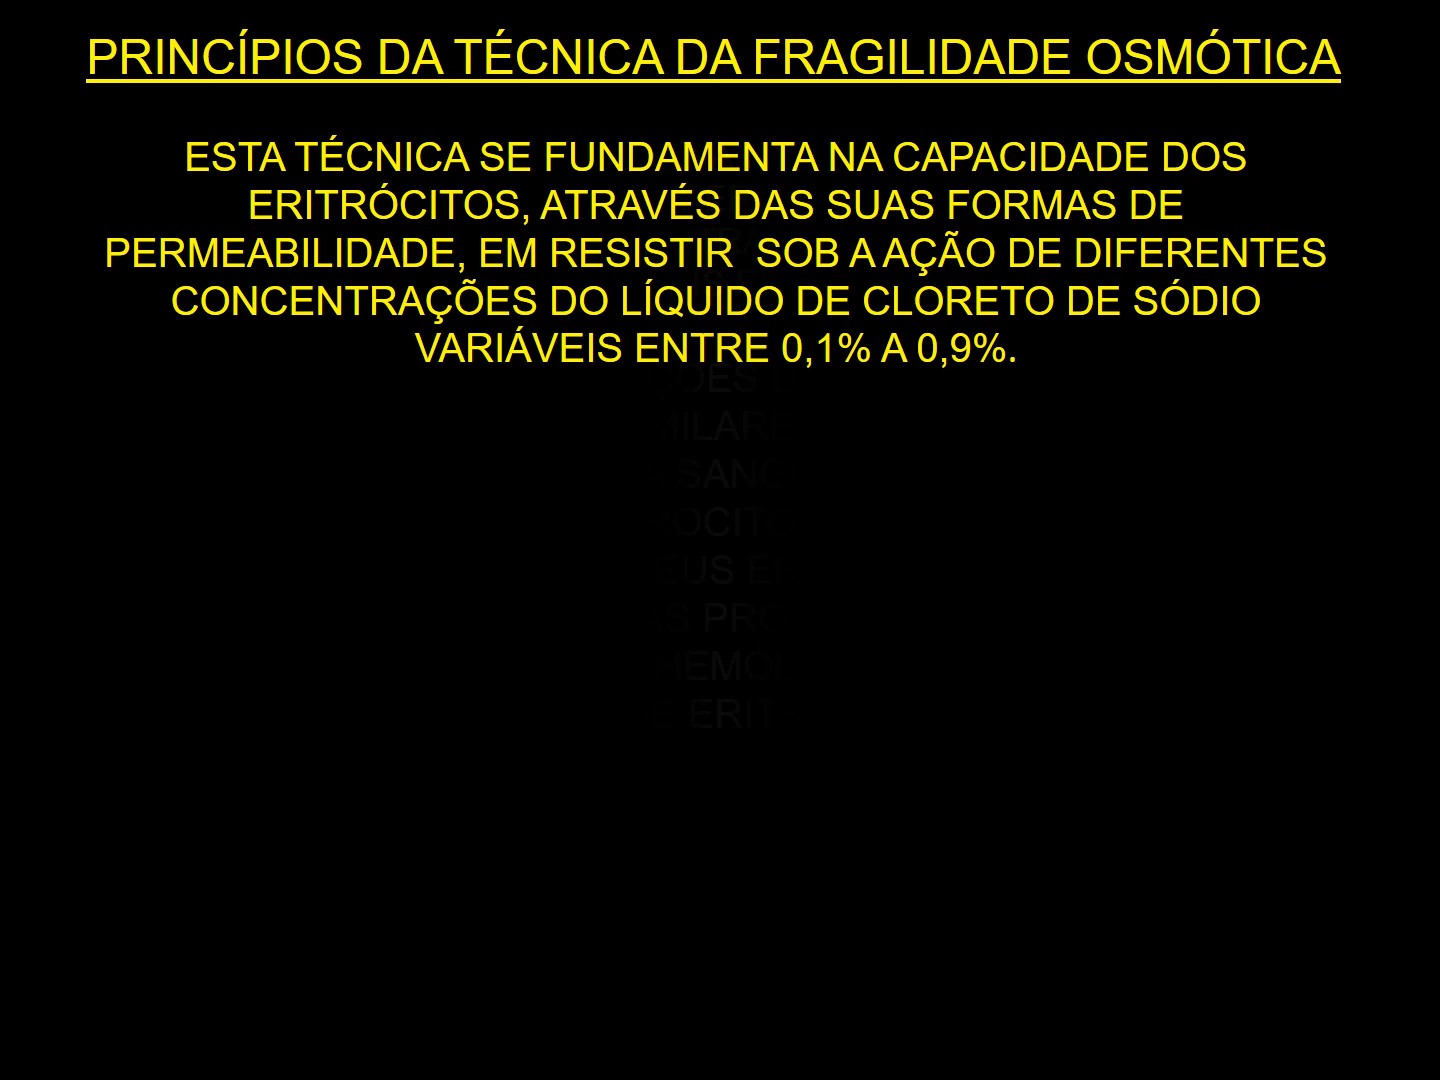 PRINCÍPIOS DA TÉCNICA DA FRAGILIDADE OSMÓTICA
ESTA TÉCNICA SE FUNDAMENTA NA CAPACIDADE DOS
ERITRÓCITOS, ATRAVÉS DAS SUAS FORMAS DE
PERMEABILIDADE, EM RESISTIR  SOB A AÇÃO DE DIFERENTES
CONCENTRAÇÕES DO LÍQUIDO DE CLORETO DE SÓDIO
VARIÁVEIS ENTRE 0,1% A 0,9%.